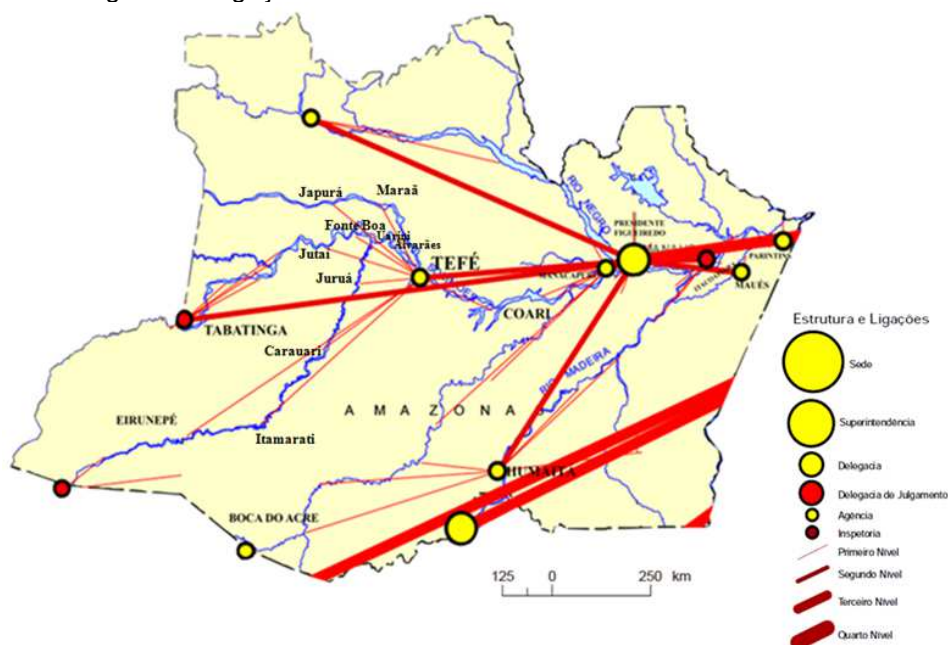 Japurá
Maraã
RIO NEGRO
PRESIDENTE
FIGUEIREDO
Fonte Boa
Uarini
Alvarães
Jutaí
TEFÉ
Juruá
MANACAPURU
PARINTINS
MAUÉS
COARI
TABATINGA
Carauari
RIO MADEIRA
EIRUNEPÉ
AMAZONA
Itamarati
HUMAITÁ
BOCA DO ACRE
125 0 250 km
Estrutura e Ligações
Sede
Superintendência
Delegacia
Delegacia de Julgamento
Agência
Inspetoria
Primeiro Nível
Segundo Nível
Terceiro Nível
Quarto Nível